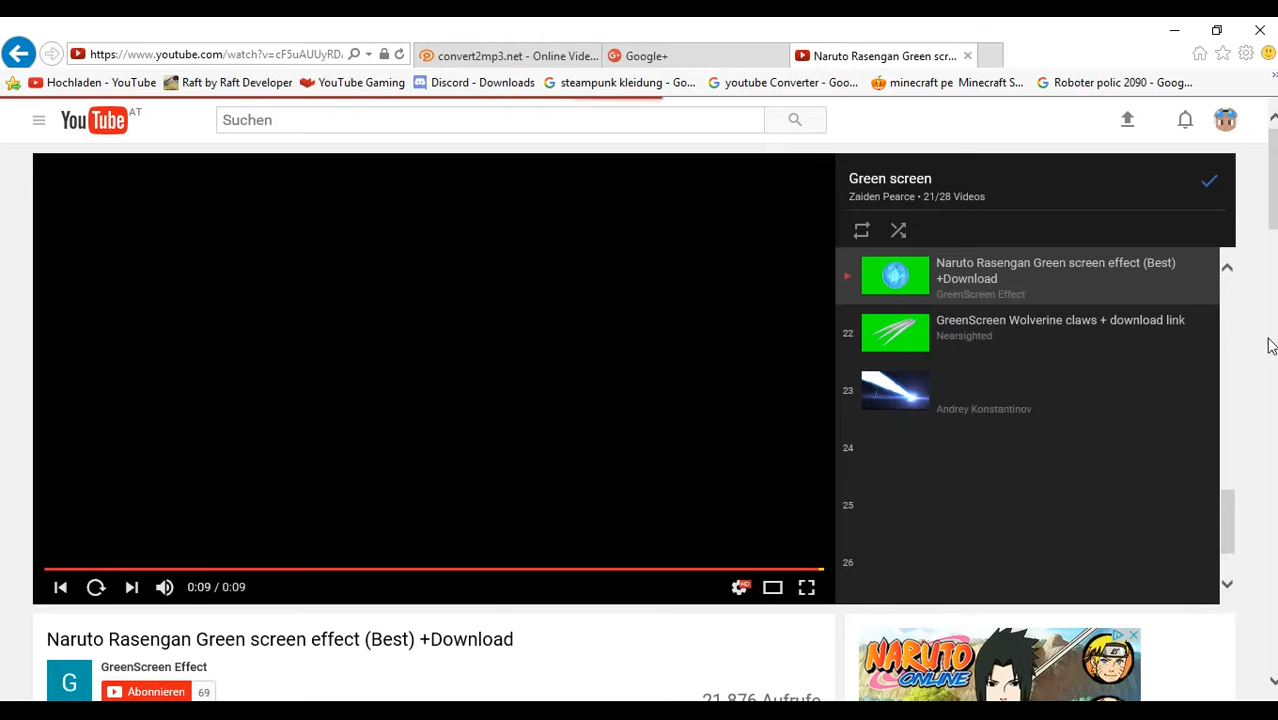 https://www.youtube.com/watch?v=cF5uAUUyRD,
convert2mp3.net - Online Vide...
Google+
Naruto Rasengan Green scr...
Hochladen - YouTube
Raft by Raft Developer
YouTube Gaming
Discord - Downloads
steampunk kleidung - Go...
youtube Converter - Goo...
minecraft pe Minecraft S...
Roboter polic 2090 - Goog...
YouTube AT
Suchen
Green screen
Zaiden Pearce • 21/28 Videos
Naruto Rasengan Green screen effect (Best)
+Download
GreenScreen Effect
22
GreenScreen Wolverine claws + download link
Nearsighted
23
Andrey Konstantinov
24
25
26
0:09 / 0:09
HD
Naruto Rasengan Green screen effect (Best) +Download
G
GreenScreen Effect
Abonnieren 69
21.876 Aufrufe
NARUTO
ONLINE